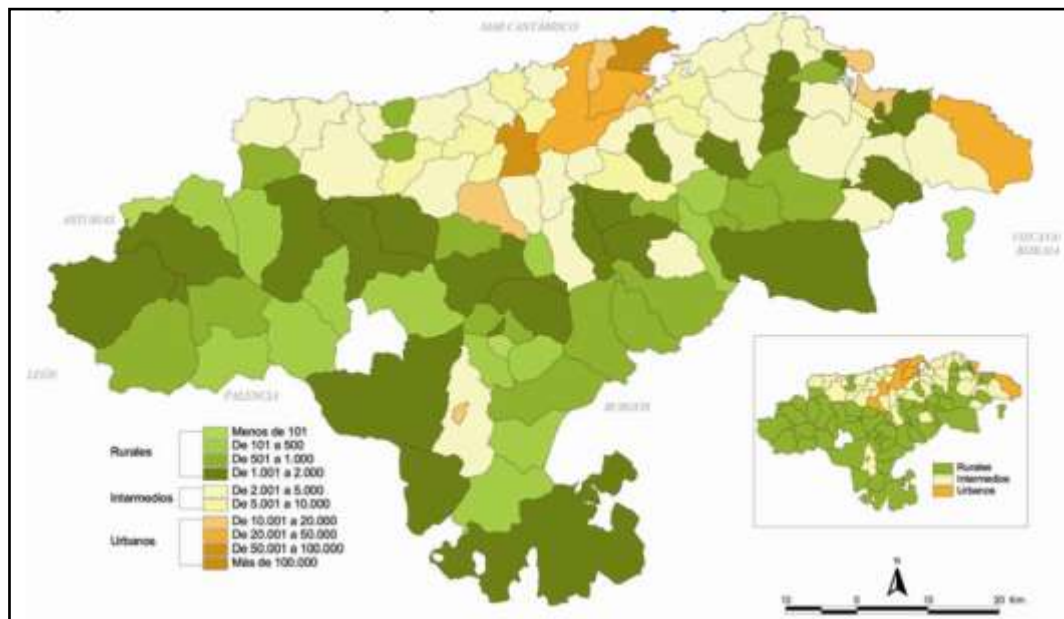 MAR CANTÁBRICO
ASTURIAS
LEÓN
PALENCIA
BURGOS
Rurales
Menos de 101
De 101 a 500
De 501 a 1.000
De 1.001 a 2.000
Intermedios
De 2.001 a 5.000
De 5.001 a 10.000
Urbanos
De 10.001 a 20.000
De 20.001 a 50.000
De 50.001 a 100.000
Más de 100.000
Rurales
Intermedios
Urbanos
N
10 0 10 20 Km.